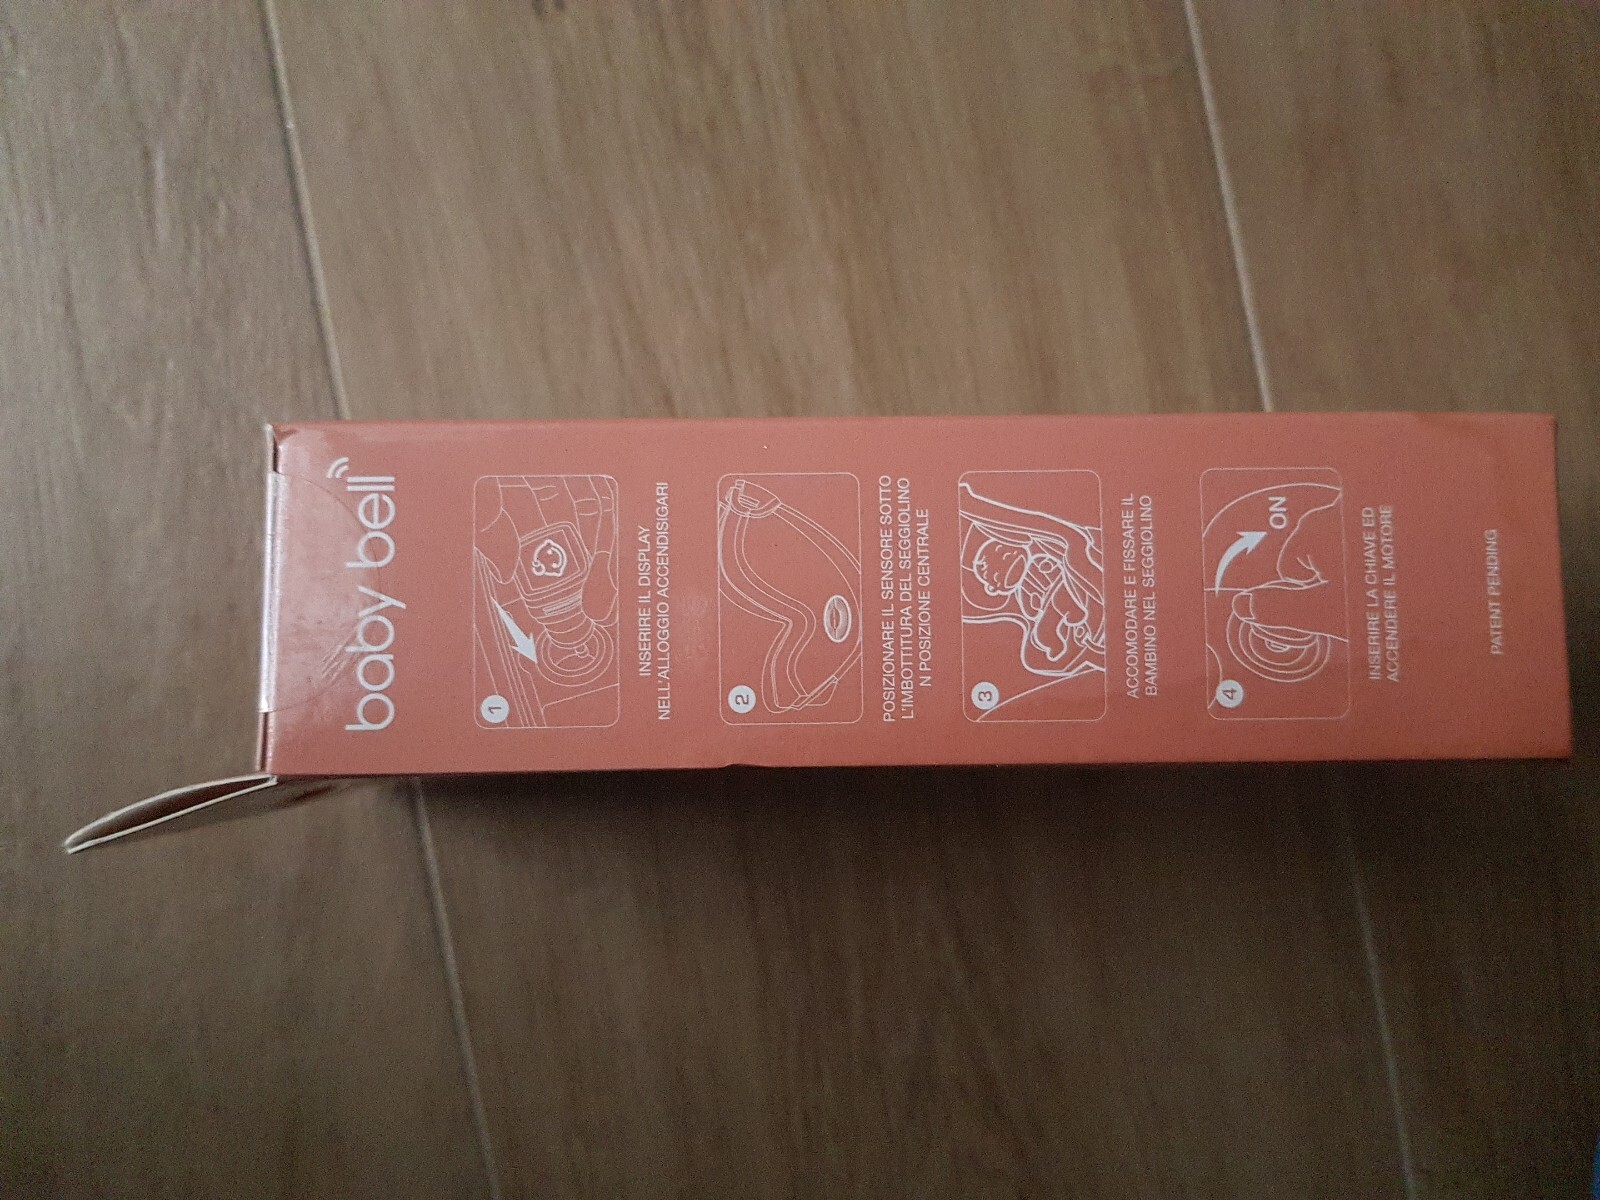 baby bell
1
INSERIRE IL DISPLAY
NELL'ALLOGGIO ACCENDISIGARI
2
POSIZIONARE IL SENSORE SOTTO
L'IMBOTTITURA DEL SEGGIOLINO
N POSIZIONE CENTRALE
3
ACCOMODARE E FISSARE IL
BAMBINO NEL SEGGIOLINO
4
ON
INSERIRE LA CHIAVE ED
ACCENDERE IL MOTORE
PATENT PENDING